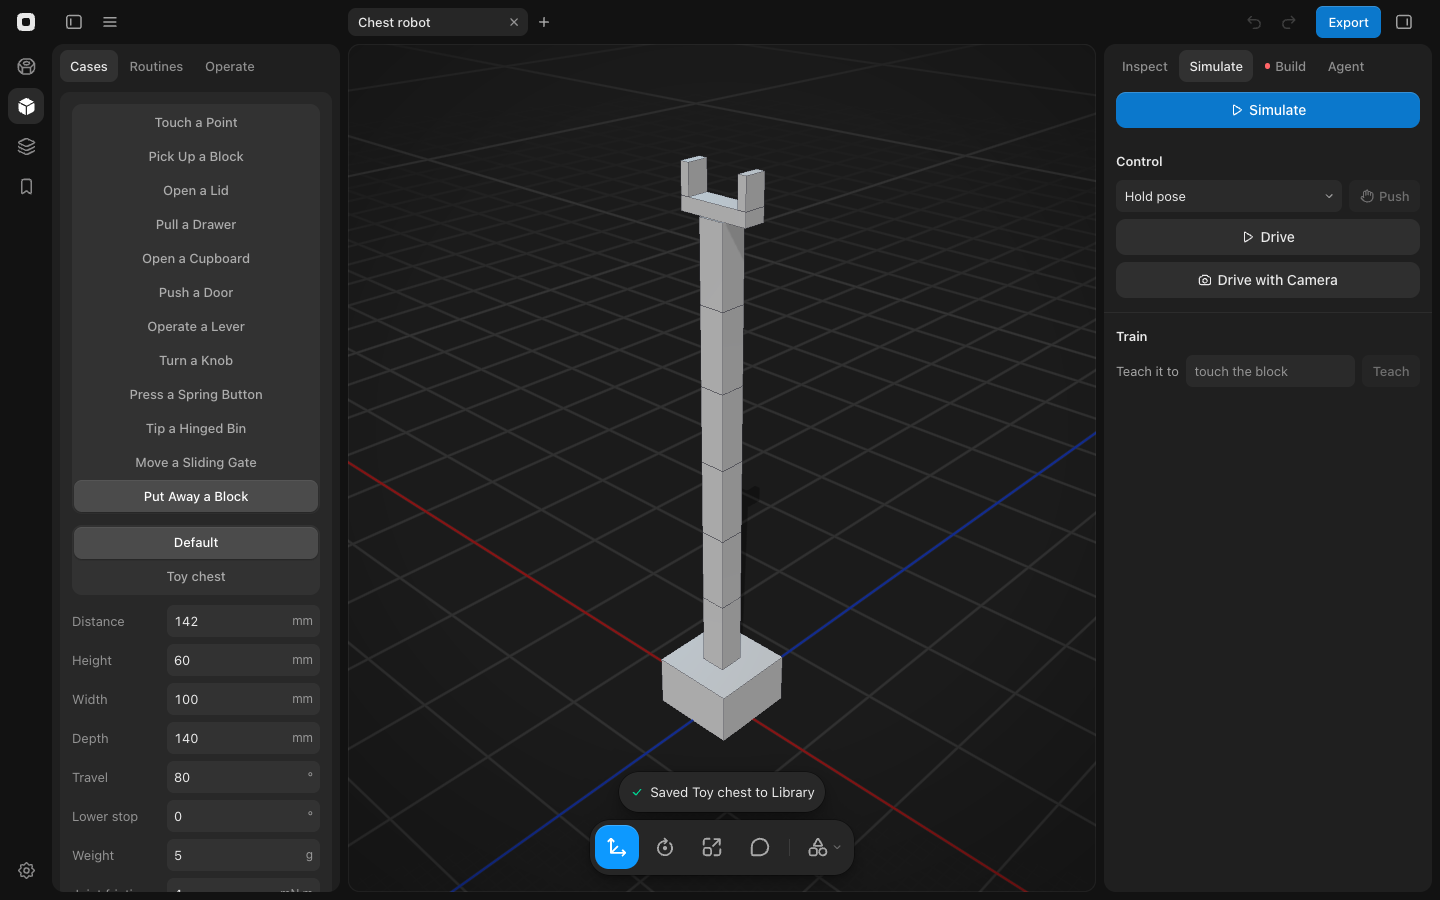 Chest robot
Export
Cases
Routines
Operate
Touch a Point
Pick Up a Block
Open a Lid
Pull a Drawer
Open a Cupboard
Push a Door
Operate a Lever
Turn a Knob
Press a Spring Button
Tip a Hinged Bin
Move a Sliding Gate
Put Away a Block
Default
Toy chest
Distance 142 mm
Height 60 mm
Width 100 mm
Depth 140 mm
Travel 80 °
Lower stop 0 °
Weight 5 g
Saved Toy chest to Library
Inspect
Simulate
Build
Agent
Simulate
Control
Hold pose
Push
Drive
Drive with Camera
Train
Teach it to touch the block Teach